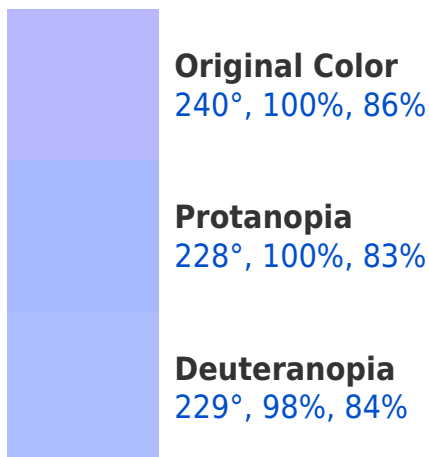 Original Color
240°, 100%, 86%
Protanopia
228°, 100%, 83%
Deuteranopia
229°, 98%, 84%